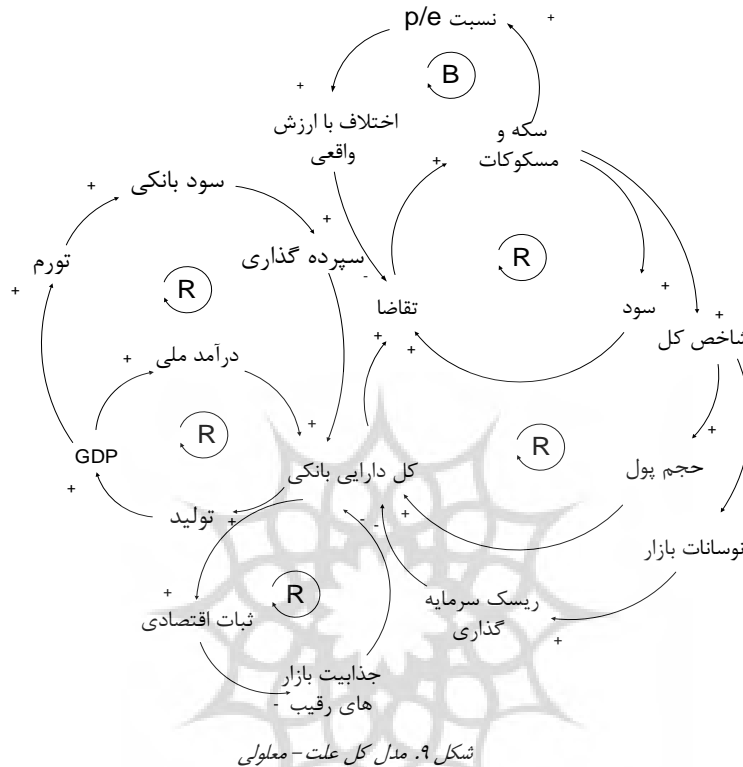 نسبت p/e
+
B
+
اختلاف با ارزش
واقعی
سکه و
مسکوکات
+
+
سود بانکی
+
سپرده گذاری
تورم
+
R
R
-
تقاضا
+
سود
+
شاخص کل
+
+
درآمد ملی
+
R
+
R
GDP
+
کل دارایی بانکی
حجم پول
+
تولید
+
-
-
+
نوسانات بازار
+
ثبات اقتصادی
R
ریسک سرمایه
گذاری
+
جذابیت بازار
های رقیب
-
شکل ۹. مدل کل علت – معلولی